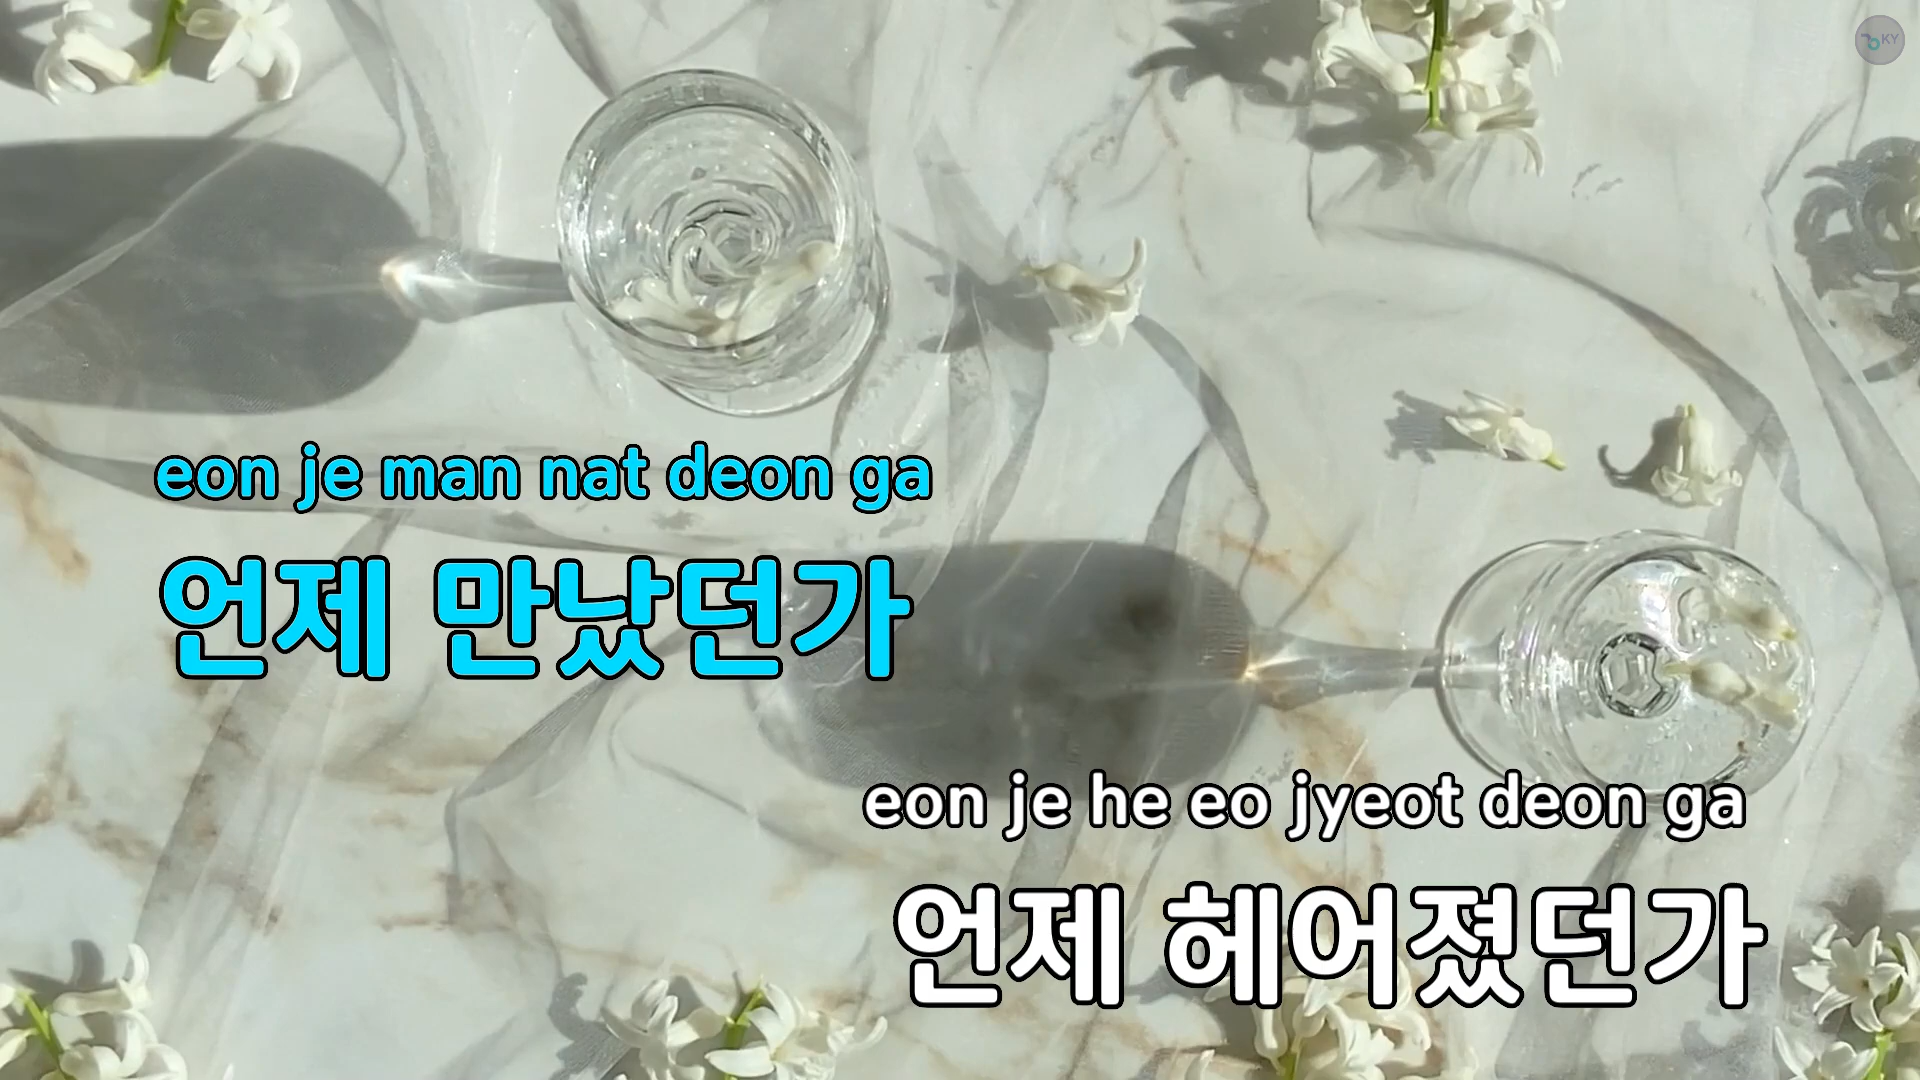 KY
eon je man nat deon ga
언제 만났던가
eon je he eo jyeot deon ga
언제 헤어졌던가